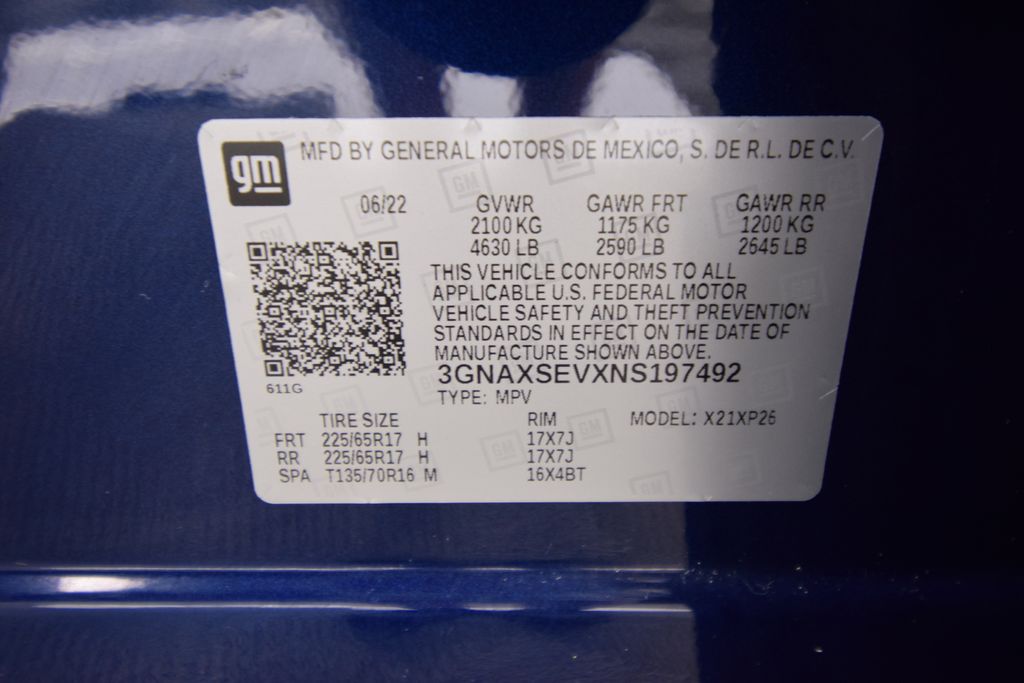 gm MFD BY GENERAL MOTORS DE MEXICO, S. DE R.L. DE C.V.
06/22 GVWR GAWR FRT GAWR RR
2100 KG 1175 KG 1200 KG
4630 LB 2590 LB 2645 LB
THIS VEHICLE CONFORMS TO ALL
APPLICABLE U.S. FEDERAL MOTOR
VEHICLE SAFETY AND THEFT PREVENTION
STANDARDS IN EFFECT ON THE DATE OF
MANUFACTURE SHOWN ABOVE.
3GNAXSEVXNS197492
611G
TYPE: MPV
TIRE SIZE RIM MODEL: X21XP26
FRT 225/65R17 H 17X7J
RR 225/65R17 H 17X7J
SPA T135/70R16 M 16X4BT